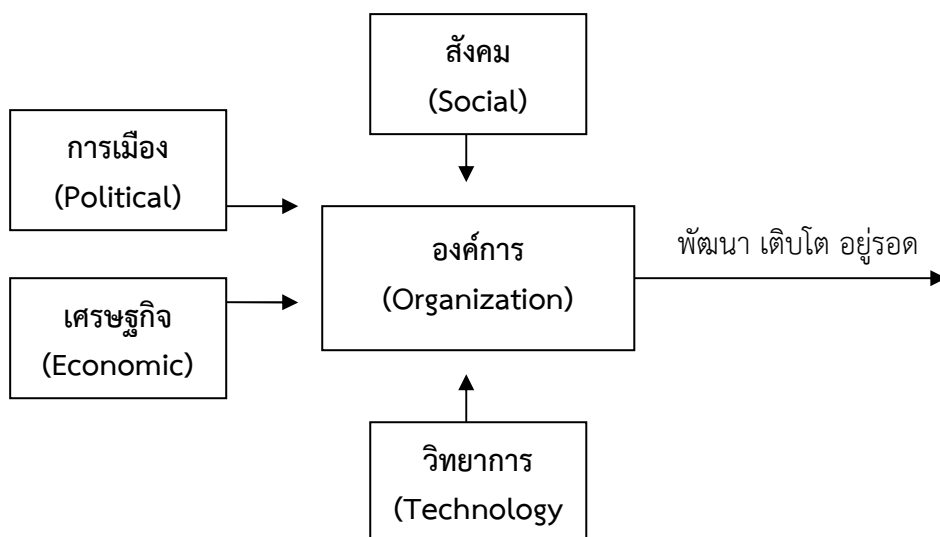 สังคม
(Social)
การเมือง
(Political)
องค์การ
(Organization)
พัฒนา เติบโต อยู่รอด
เศรษฐกิจ
(Economic)
วิทยาการ
(Technology